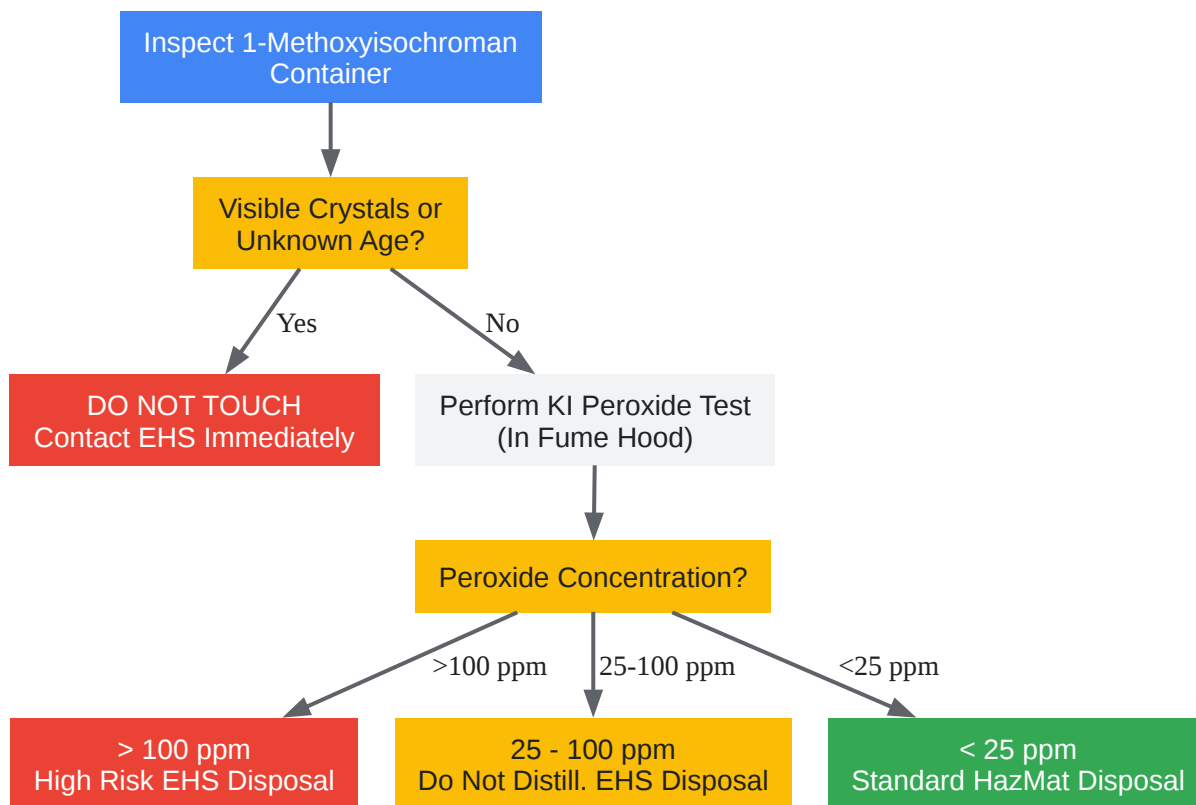 Inspect 1-Methoxyisochroman
Container
Visible Crystals or
Unknown Age?
Yes
No
DO NOT TOUCH
Contact EHS Immediately
Perform KI Peroxide Test
(In Fume Hood)
Peroxide Concentration?
>100 ppm
25-100 ppm
<25 ppm
> 100 ppm
High Risk EHS Disposal
25 - 100 ppm
Do Not Distill. EHS Disposal
< 25 ppm
Standard HazMat Disposal